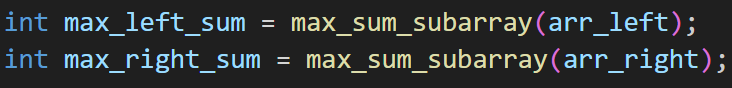 int max_left_sum = max_sum_subarray(arr_left);
int max_right_sum = max_sum_subarray(arr_right);